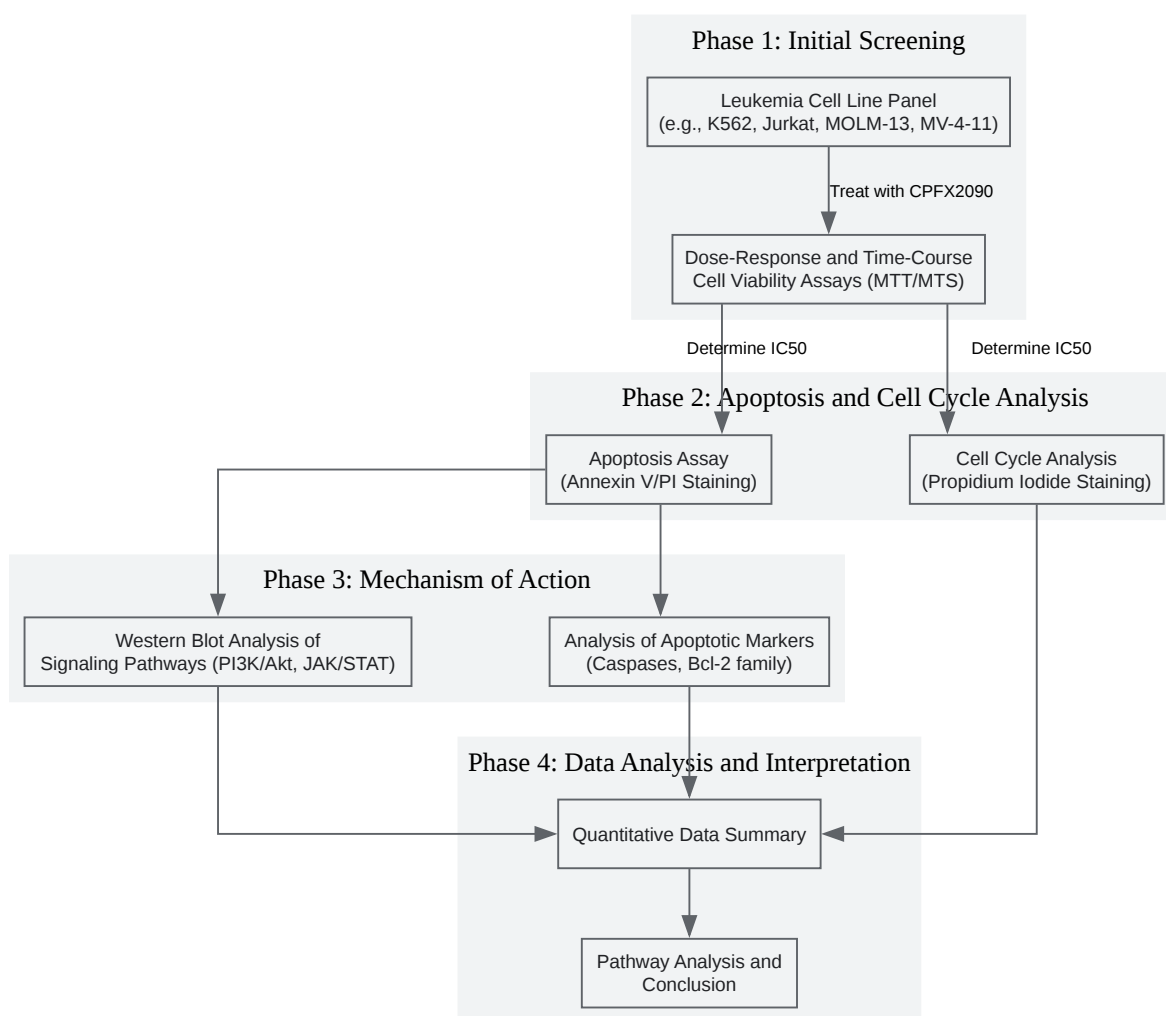 Phase 1: Initial Screening
Leukemia Cell Line Panel
(e.g., K562, Jurkat, MOLM-13, MV-4-11)
Treat with CPFX2090
Dose-Response and Time-Course
Cell Viability Assays (MTT/MTS)
Determine IC50
Determine IC50
Phase 2: Apoptosis and Cell Cycle Analysis
Apoptosis Assay
(Annexin V/PI Staining)
Cell Cycle Analysis
(Propidium Iodide Staining)
Phase 3: Mechanism of Action
Western Blot Analysis of
Signaling Pathways (PI3K/Akt, JAK/STAT)
Analysis of Apoptotic Markers
(Caspases, Bcl-2 family)
Phase 4: Data Analysis and Interpretation
Quantitative Data Summary
Pathway Analysis and
Conclusion